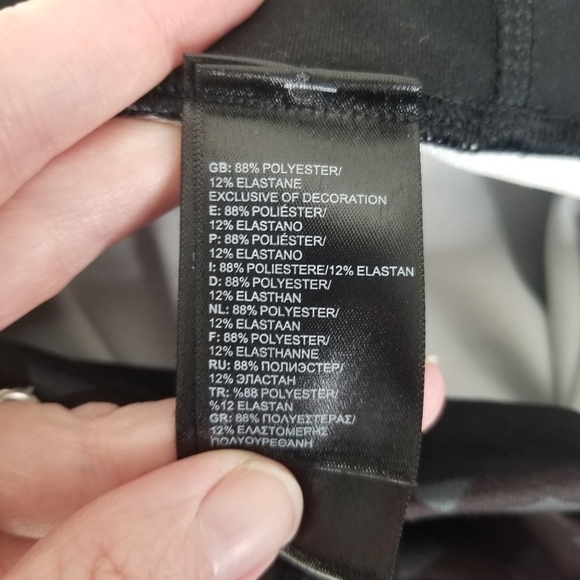 GB: 88% POLYESTER/
12% ELASTANE
EXCLUSIVE OF DECORATION
E: 88% POLIÉSTER/
12% ELASTANO
P: 88% POLIÉSTER/
12% ELASTANO
I: 88% POLIESTERE/12% ELASTAN
D: 88% POLYESTER/
12% ELASTHAN
NL: 88% POLYESTER/
12% ELASTAAN
F: 88% POLYESTER/
12% ELASTHANNE
RU: 88% ПОЛИЭСТЕР/
12% ЭЛАСТАН
TR: %88 POLYESTER/
%12 ELASTAN
GR: 88% ΠΟΛΥΕΣΤΕΡΑΣ/
12% ΕΛΑΣΤΟΜΕΡΗΣ
ΠΟΛΥΟΥΡΕΘΑΝΗ